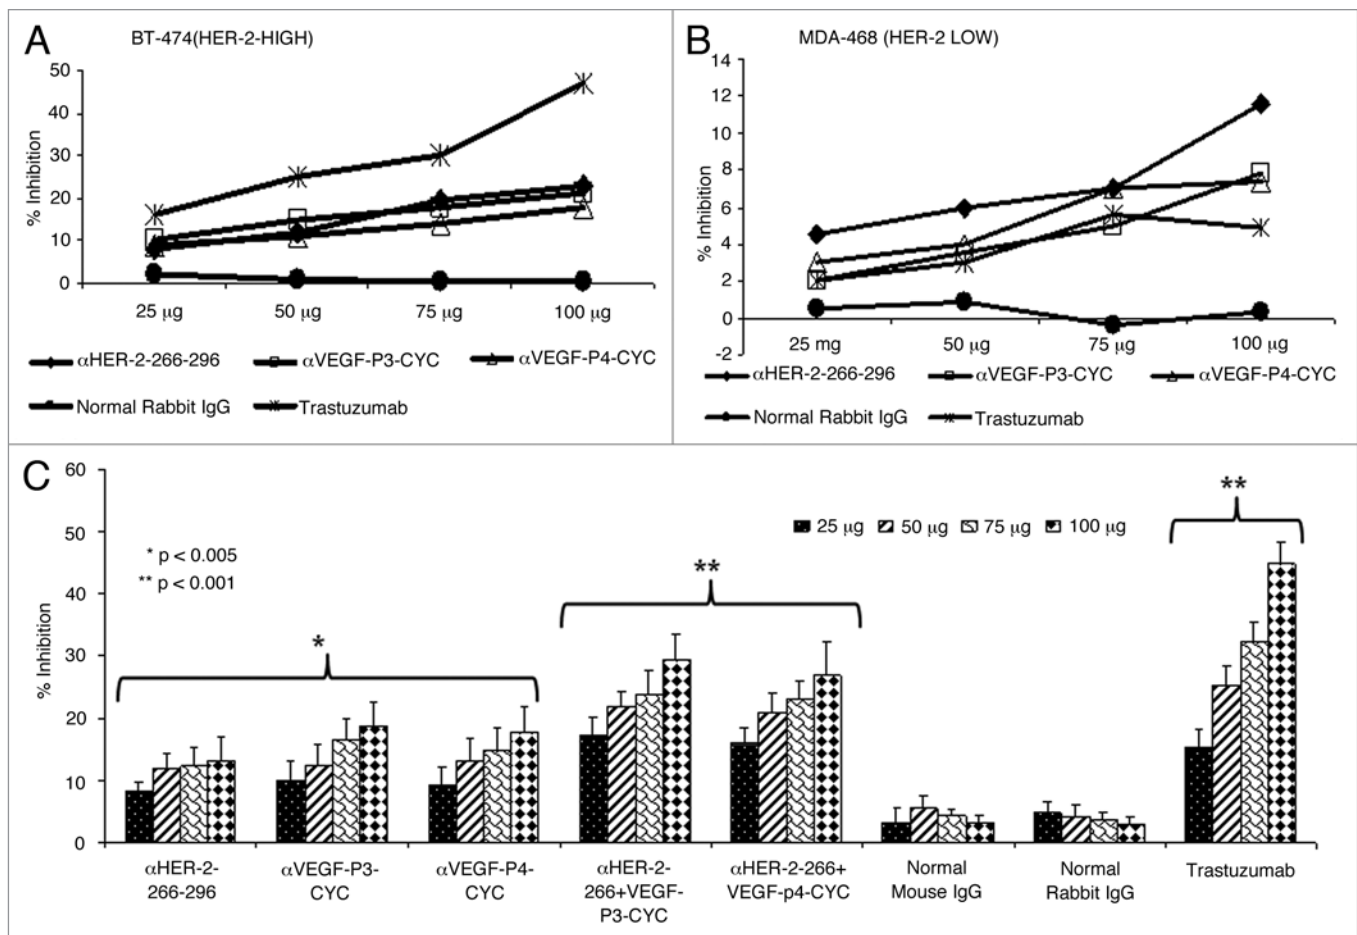 A
BT-474(HER-2-HIGH)
50
40
30
20
10
0
% Inhibition
25 μg 50 μg 75 μg 100 μg
αHER-2-266-296 αVEGF-P3-CYC αVEGF-P4-CYC
Normal Rabbit IgG Trastuzumab
B
MDA-468 (HER-2 LOW)
14
12
10
8
6
4
2
0
-2
% Inhibition
25 mg 50 μg 75 μg 100 μg
αHER-2-266-296 αVEGF-P3-CYC αVEGF-P4-CYC
Normal Rabbit IgG Trastuzumab
C
60
50
40
30
20
10
0
% Inhibition
* p < 0.005
** p < 0.001
*
**
**
25 μg 50 μg 75 μg 100 μg
αHER-2-
266-296
αVEGF-P3-
CYC
αVEGF-P4-
CYC
αHER-2-
266+VEGF-
P3-CYC
αHER-2-266+
VEGF-p4-CYC
Normal
Mouse IgG
Normal
Rabbit IgG
Trastuzumab